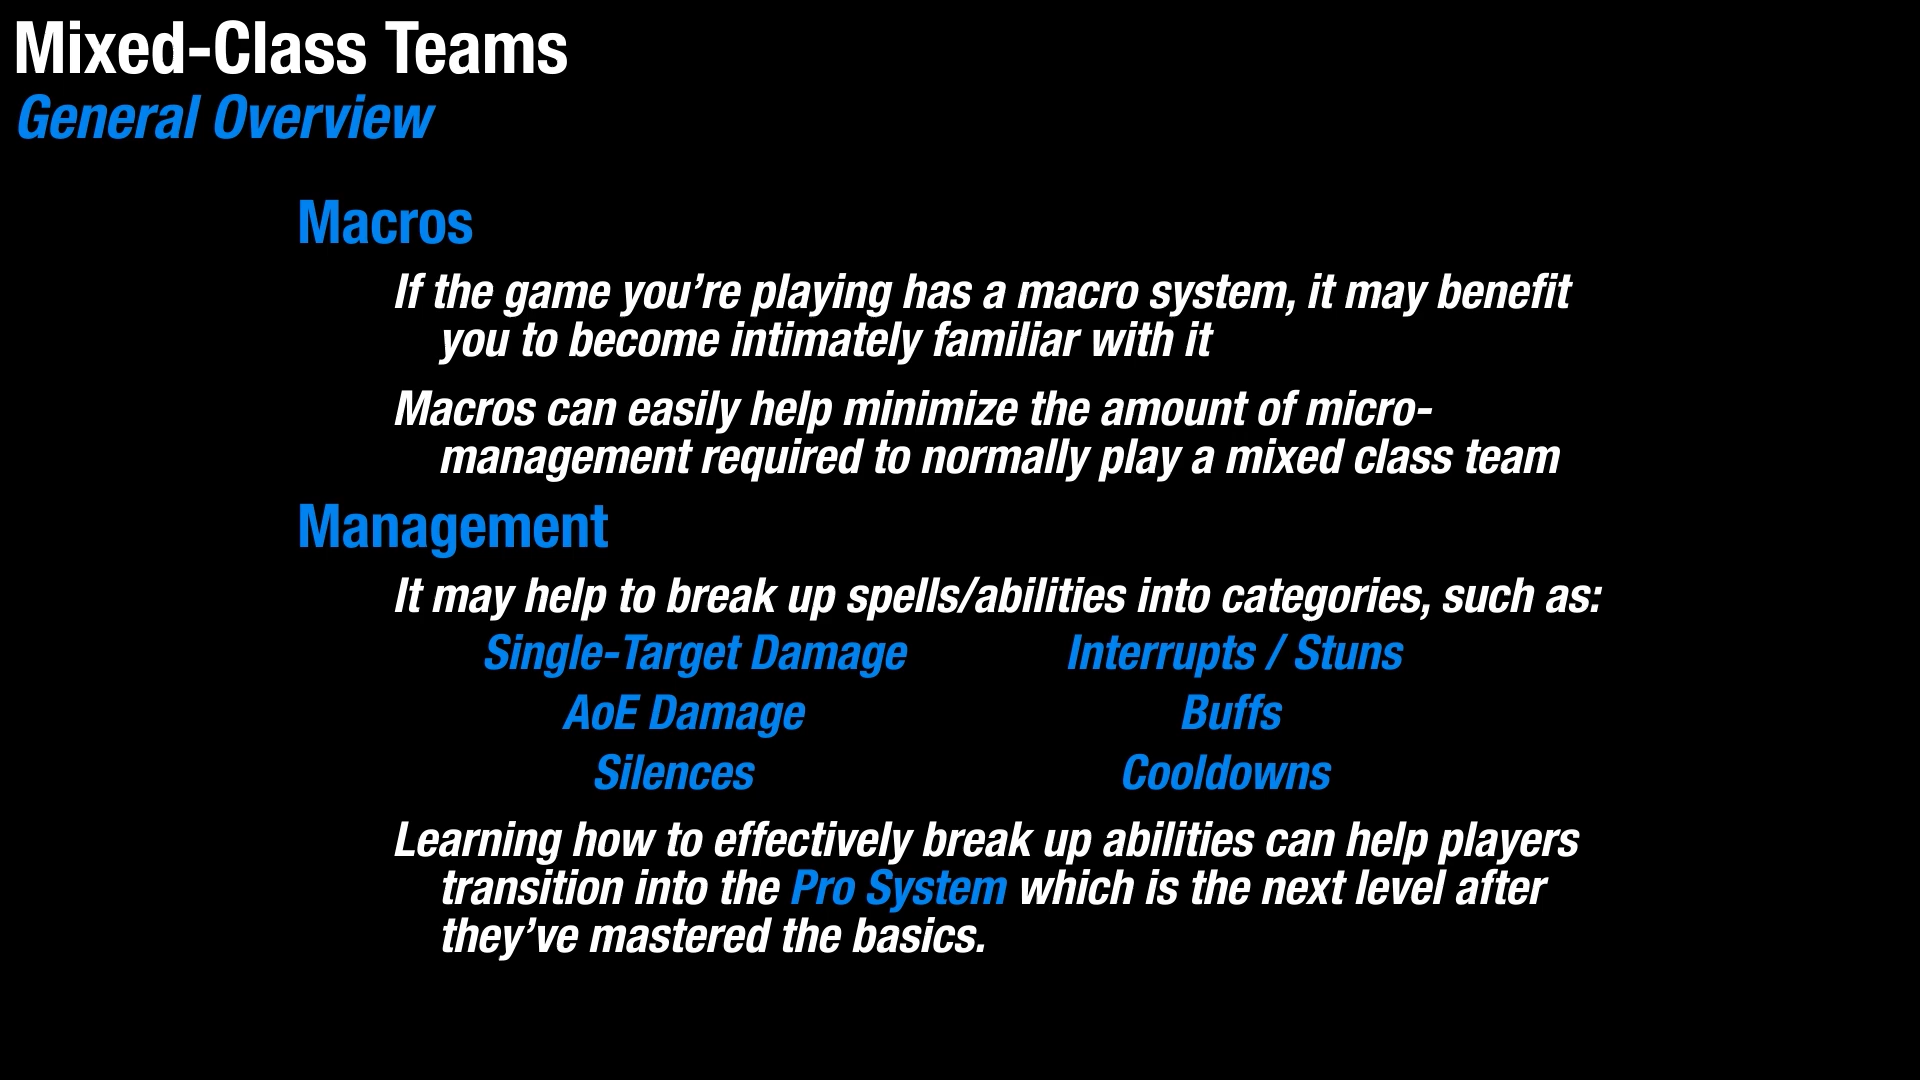 Mixed-Class Teams
General Overview
Macros
If the game you’re playing has a macro system, it may benefit
you to become intimately familiar with it
Macros can easily help minimize the amount of micro-
management required to normally play a mixed class team
Management
It may help to break up spells/abilities into categories, such as:
Single-Target Damage Interrupts / Stuns
AoE Damage Buffs
Silences Cooldowns
Learning how to effectively break up abilities can help players
transition into the Pro System which is the next level after
they’ve mastered the basics.